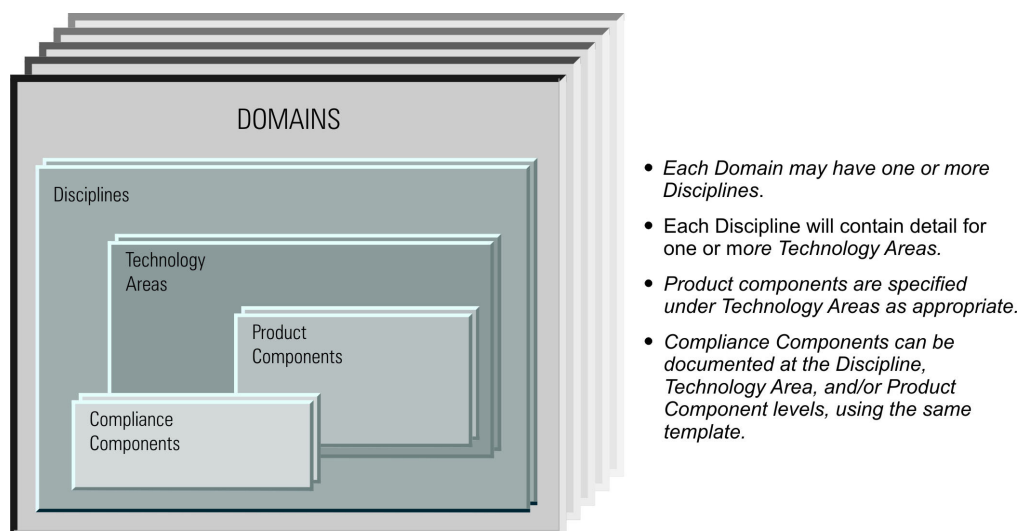 DOMAINS
Disciplines
Technology
Areas
Product
Components
Compliance
Components
• Each Domain may have one or more
Disciplines.
• Each Discipline will contain detail for
one or more Technology Areas.
• Product components are specified
under Technology Areas as appropriate.
• Compliance Components can be
documented at the Discipline,
Technology Area, and/or Product
Component levels, using the same
template.